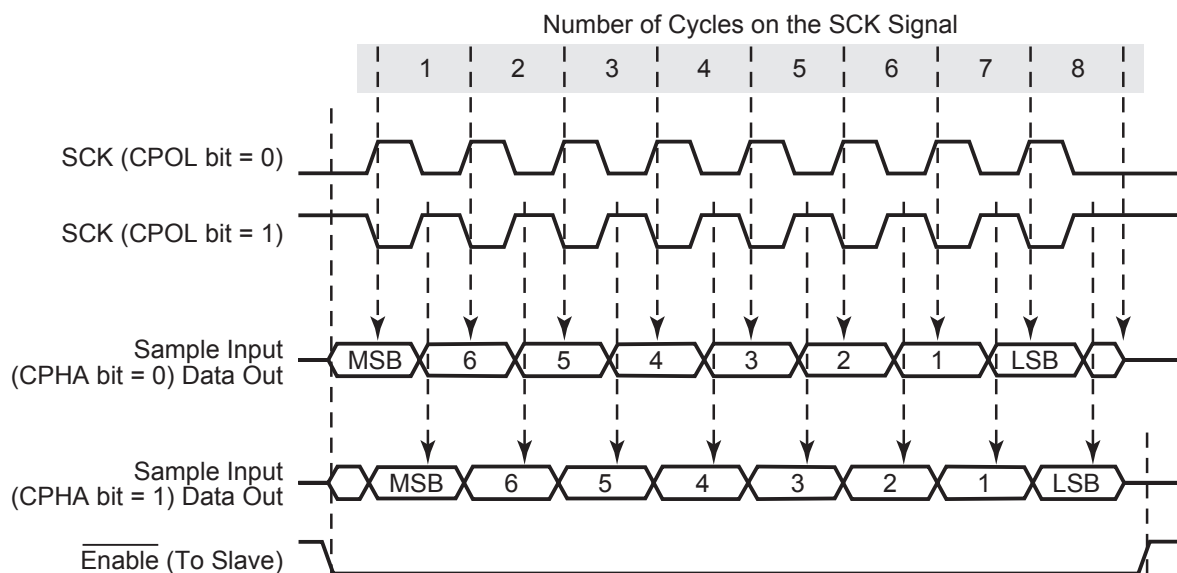 Number of Cycles on the SCK Signal
1 2 3 4 5 6 7 8
SCK (CPOL bit = 0)
SCK (CPOL bit = 1)
Sample Input
(CPHA bit = 0) Data Out
MSB 6 5 4 3 2 1 LSB
Sample Input
(CPHA bit = 1) Data Out
MSB 6 5 4 3 2 1 LSB
Enable (To Slave)